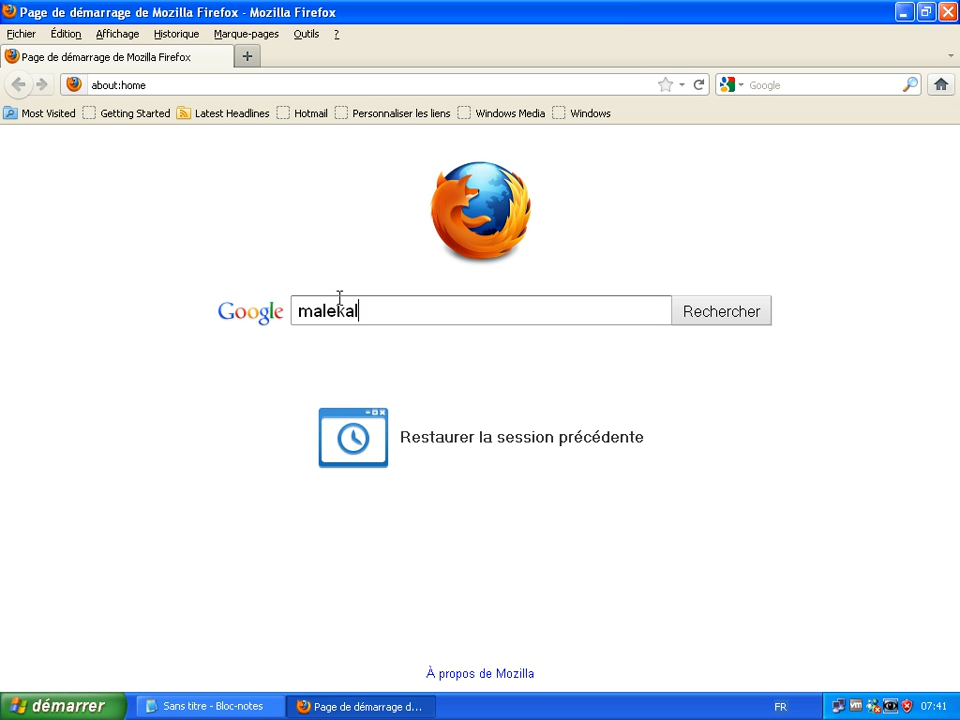 Page de démarrage de Mozilla Firefox - Mozilla Firefox
Fichier Édition Affichage Historique Marque-pages Outils ?
Page de démarrage de Mozilla Firefox +
about:home Google
Most Visited Getting Started Latest Headlines Hotmail Personnaliser les liens Windows Media Windows
Google malekal Rechercher
Restaurer la session précédente
À propos de Mozilla
démarrer Sans titre - Bloc-notes Page de démarrage d... FR 07:41